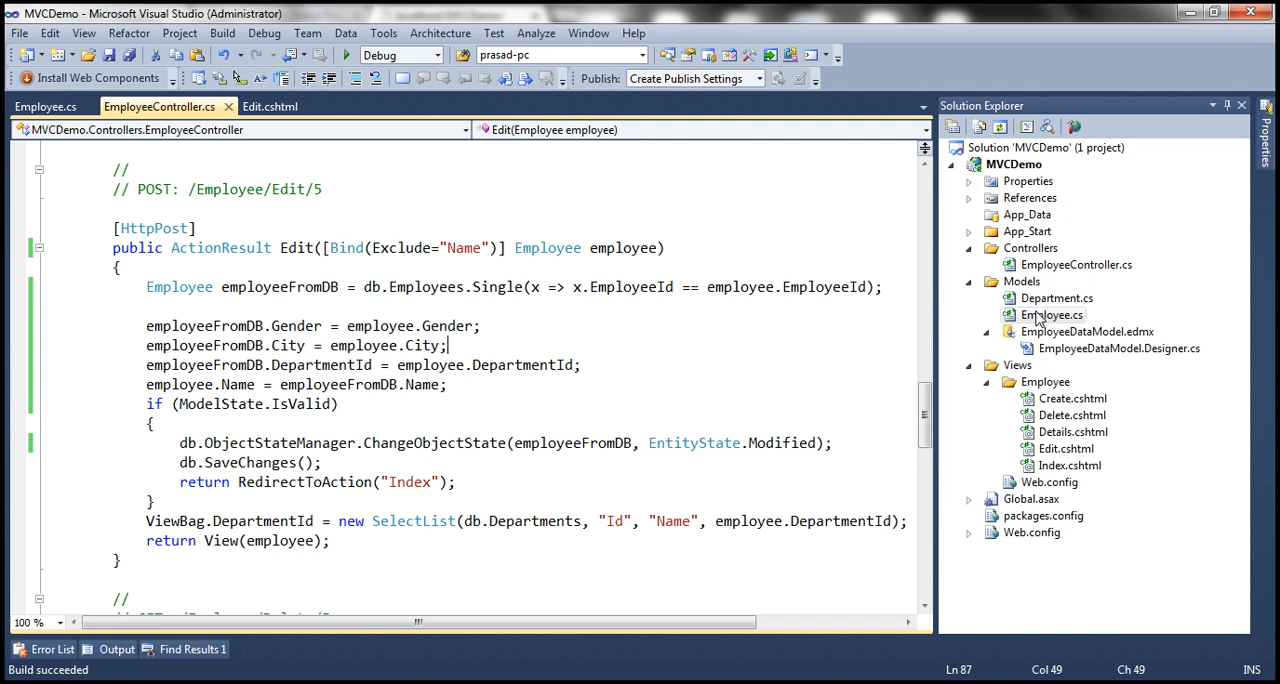 MVCDemo - Microsoft Visual Studio (Administrator)
File Edit View Refactor Project Build Debug Team Data Tools Architecture Test Analyze Window Help
Debug prasad-pc
Install Web Components Publish: Create Publish Settings
Employee.cs EmployeeController.cs Edit.cshtml
MVCDemo.Controllers.EmployeeController Edit(Employee employee)
//
// POST: /Employee/Edit/5
[HttpPost]
public ActionResult Edit([Bind(Exclude="Name")] Employee employee)
{
Employee employeeFromDB = db.Employees.Single(x => x.EmployeeId == employee.EmployeeId);
employeeFromDB.Gender = employee.Gender;
employeeFromDB.City = employee.City;
employeeFromDB.DepartmentId = employee.DepartmentId;
employee.Name = employeeFromDB.Name;
if (ModelState.IsValid)
{
db.ObjectStateManager.ChangeObjectState(employeeFromDB, EntityState.Modified);
db.SaveChanges();
return RedirectToAction("Index");
}
ViewBag.DepartmentId = new SelectList(db.Departments, "Id", "Name", employee.DepartmentId);
return View(employee);
}
//
100 %
Solution Explorer
Solution 'MVCDemo' (1 project)
MVCDemo
Properties
References
App_Data
App_Start
Controllers
EmployeeController.cs
Models
Department.cs
Employee.cs
EmployeeDataModel.edmx
EmployeeDataModel.Designer.cs
Views
Employee
Create.cshtml
Delete.cshtml
Details.cshtml
Edit.cshtml
Index.cshtml
Web.config
Global.asax
packages.config
Web.config
Properties
Error List Output Find Results 1
Build succeeded Ln 87 Col 49 Ch 49 INS